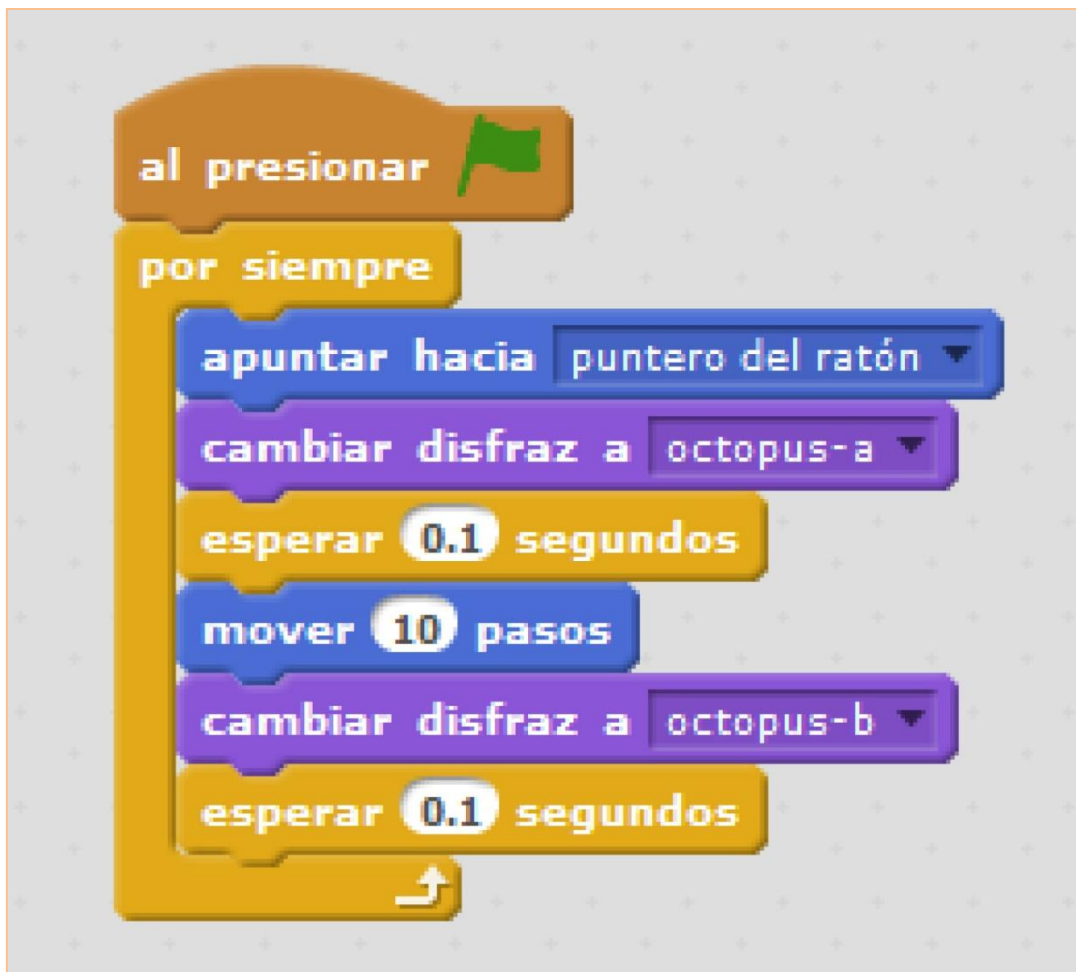 al presionar
por siempre
apuntar hacia puntero del ratón
cambiar disfraz a octopus-a
esperar 0.1 segundos
mover 10 pasos
cambiar disfraz a octopus-b
esperar 0.1 segundos